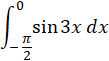 ∫_{-π/2}^{0} sin 3x dx